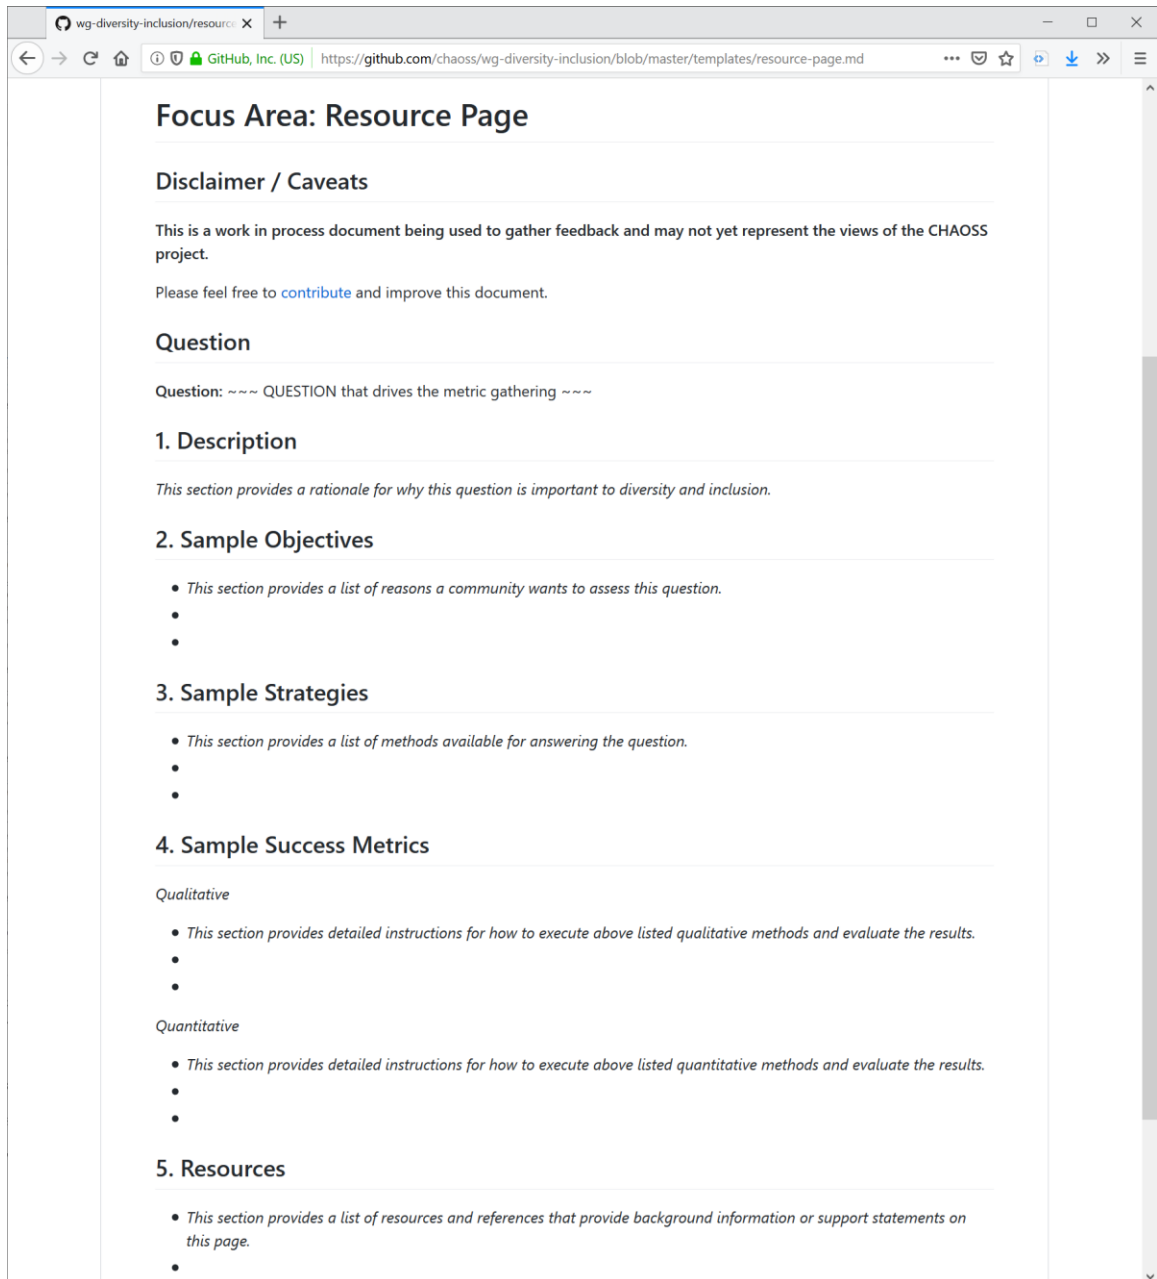 wg-diversity-inclusion/resource
GitHub, Inc. (US) https://github.com/chaoss/wg-diversity-inclusion/blob/master/templates/resource-page.md
Focus Area: Resource Page
Disclaimer / Caveats
This is a work in process document being used to gather feedback and may not yet represent the views of the CHAOSS
project.
Please feel free to contribute and improve this document.
Question
Question: ~~~ QUESTION that drives the metric gathering ~~~
1. Description
This section provides a rationale for why this question is important to diversity and inclusion.
2. Sample Objectives
• This section provides a list of reasons a community wants to assess this question.
•
•
3. Sample Strategies
• This section provides a list of methods available for answering the question.
•
•
4. Sample Success Metrics
Qualitative
• This section provides detailed instructions for how to execute above listed qualitative methods and evaluate the results.
•
•
Quantitative
• This section provides detailed instructions for how to execute above listed quantitative methods and evaluate the results.
•
•
5. Resources
• This section provides a list of resources and references that provide background information or support statements on
this page.
•